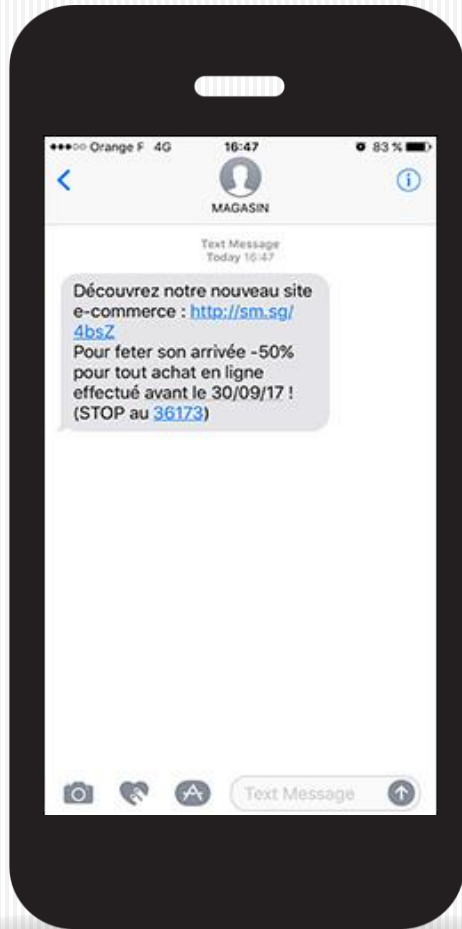 Orange F 4G 16:47 83 %
MAGASIN
Text Message
Today 16:47
Découvrez notre nouveau site
e-commerce : http://sm.sg/
4bsZ
Pour feter son arrivée -50%
pour tout achat en ligne
effectué avant le 30/09/17 !
(STOP au 36173)
Text Message